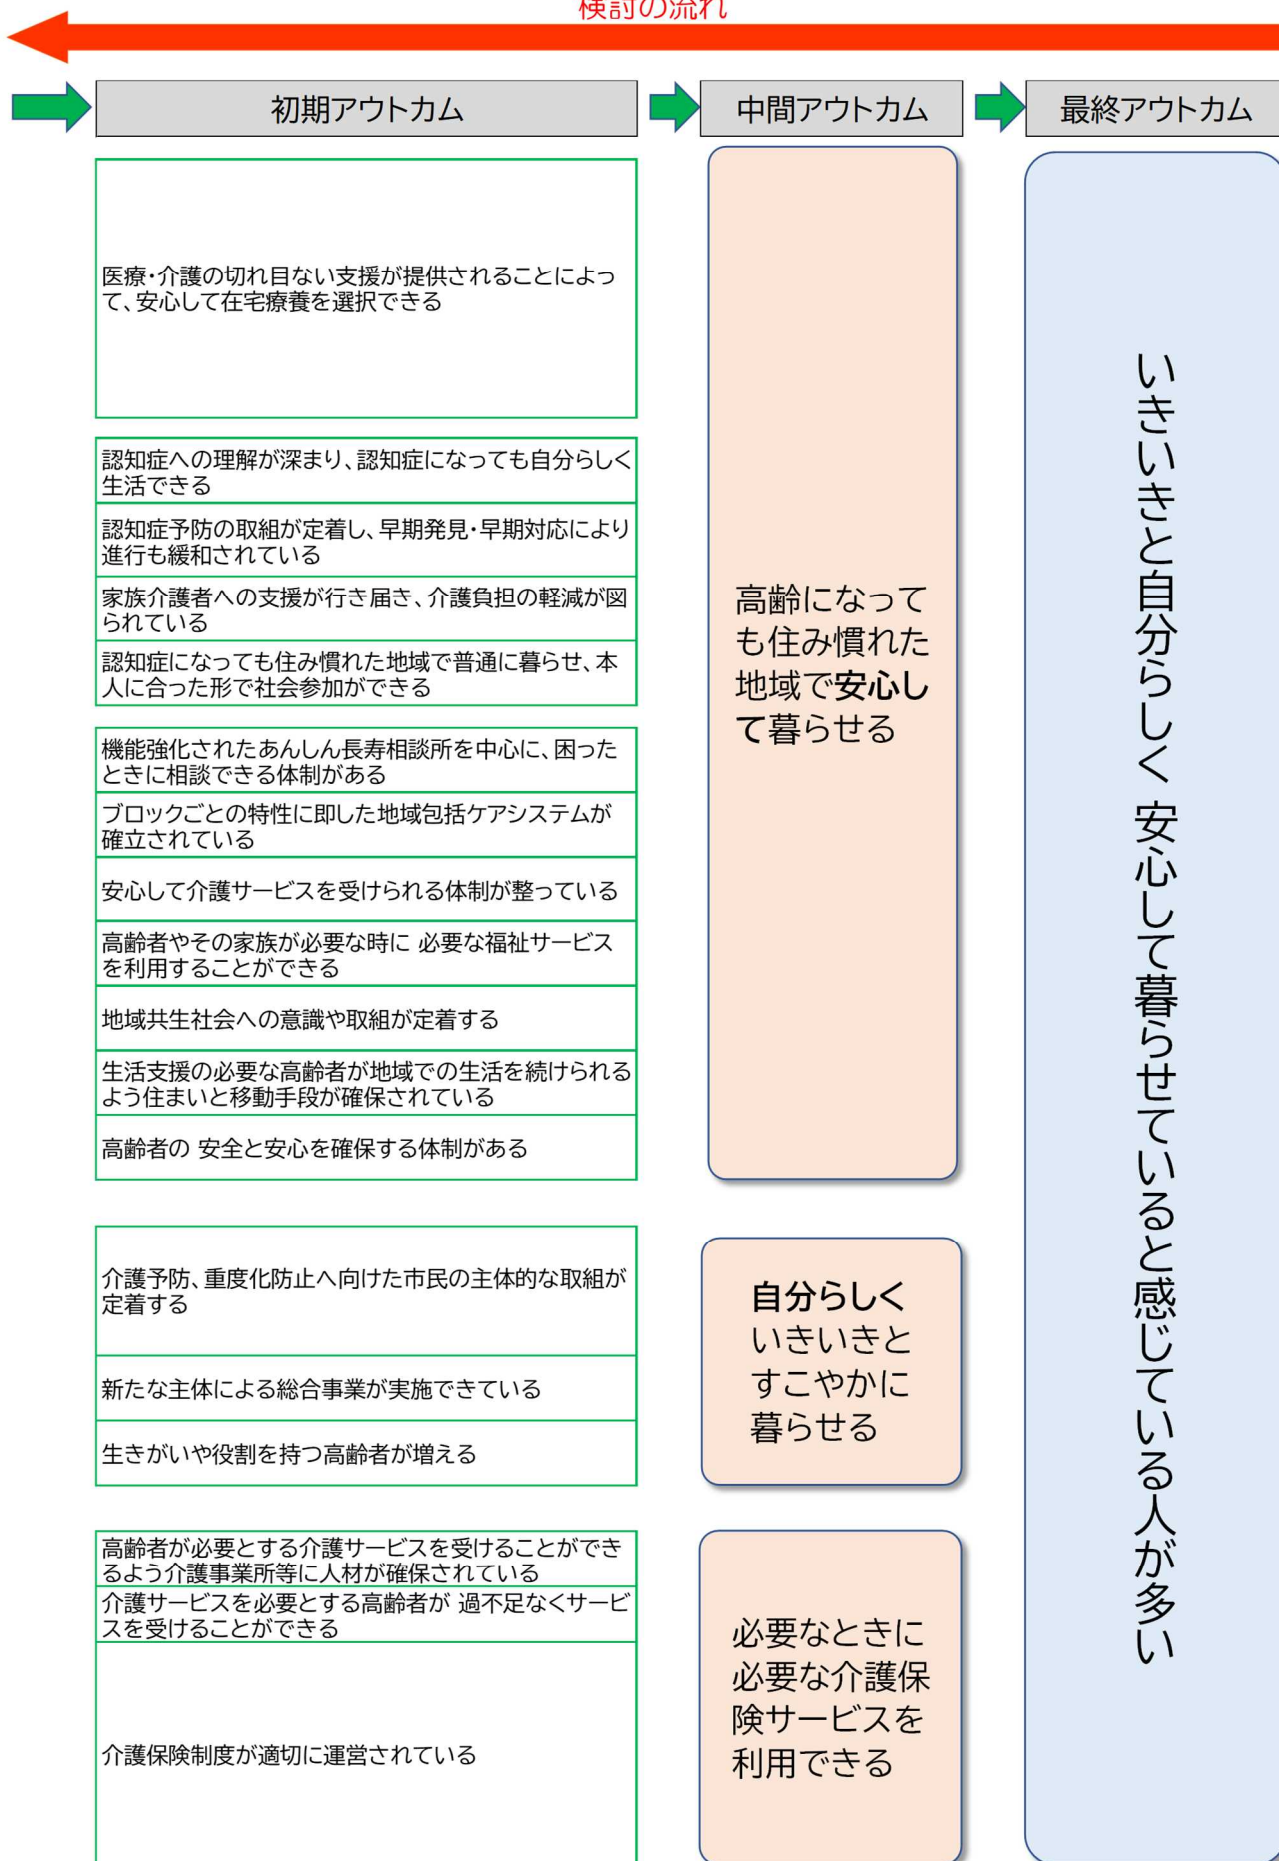 検討の流れ
初期アウトカム
中間アウトカム
最終アウトカム
医療・介護の切れ目ない支援が提供されることによっ
て、安心して在宅療養を選択できる
認知症への理解が深まり、認知症になっても自分らしく
生活できる
認知症予防の取組が定着し、早期発見・早期対応により
進行も緩和されている
家族介護者への支援が行き届き、介護負担の軽減が図
られている
認知症になっても住み慣れた地域で普通に暮らせ、本
人に合った形で社会参加ができる
機能強化されたあんしん長寿相談所を中心に、困った
ときに相談できる体制がある
ブロックごとの特性に即した地域包括ケアシステムが
確立されている
安心して介護サービスを受けられる体制が整っている
高齢者やその家族が必要な時に 必要な福祉サービス
を利用することができる
地域共生社会への意識や取組が定着する
生活支援の必要な高齢者が地域での生活を続けられる
よう住まいと移動手段が確保されている
高齢者の 安全と安心を確保する体制がある
高齢になって
も住み慣れた
地域で安心し
て暮らせる
介護予防、重度化防止へ向けた市民の主体的な取組が
定着する
新たな主体による総合事業が実施できている
生きがいや役割を持つ高齢者が増える
自分らしく
いきいきと
すこやかに
暮らせる
高齢者が必要とする介護サービスを受けることができ
るよう介護事業所等に人材が確保されている
介護サービスを必要とする高齢者が 過不足なくサービ
スを受けることができる
介護保険制度が適切に運営されている
必要なときに
必要な介護保
険サービスを
利用できる
いきいきと自分らしく 安心して暮らせていると感じている人が多い